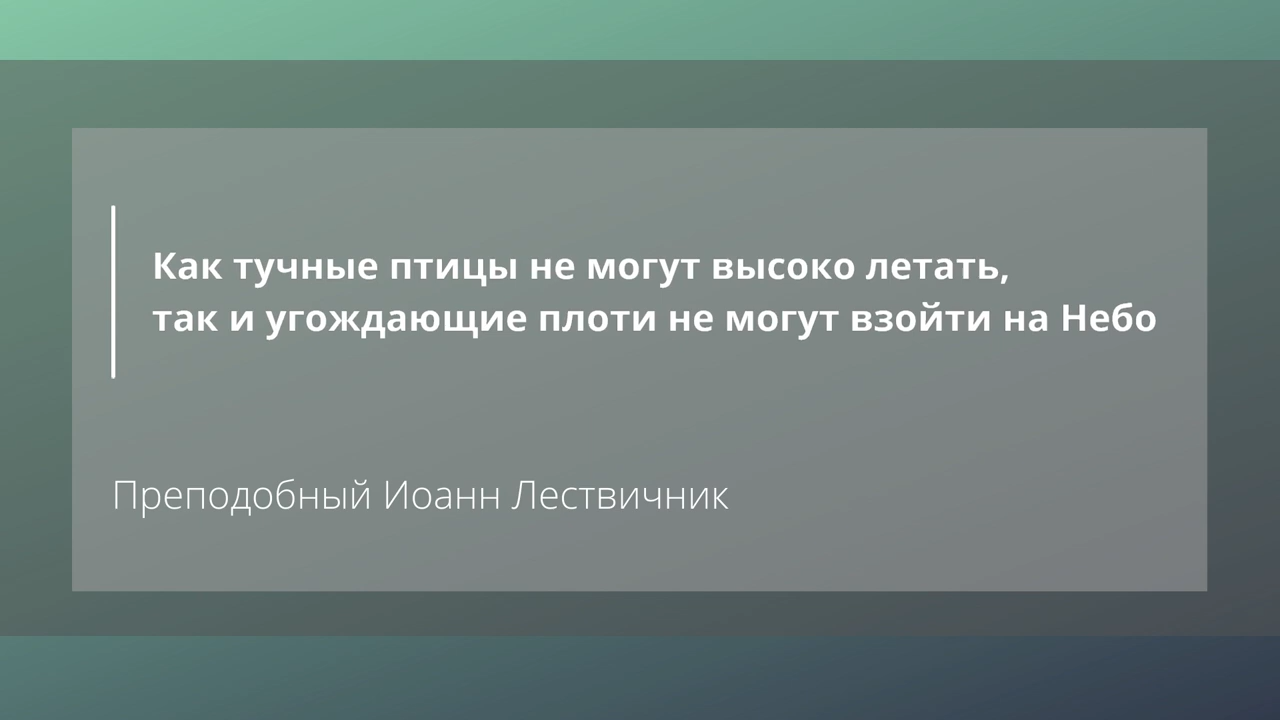 Как тучные птицы не могут высоко летать,
так и угождающие плоти не могут взойти на Небо
Преподобный Иоанн Лествичник